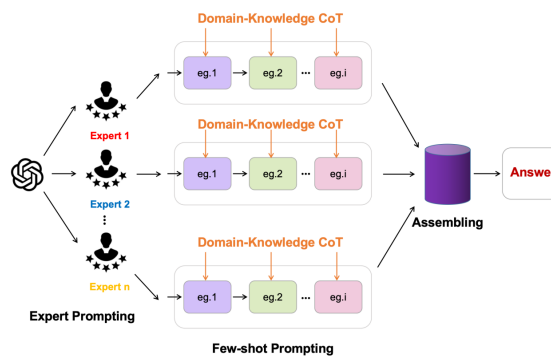 Domain-Knowledge CoT
eg.1 eg.2 ... eg.i
Expert 1
Domain-Knowledge CoT
eg.1 eg.2 ... eg.i
Expert 2
Answe
Assembling
Domain-Knowledge CoT
Expert n
eg.1 eg.2 ... eg.i
Expert Prompting
Few-shot Prompting